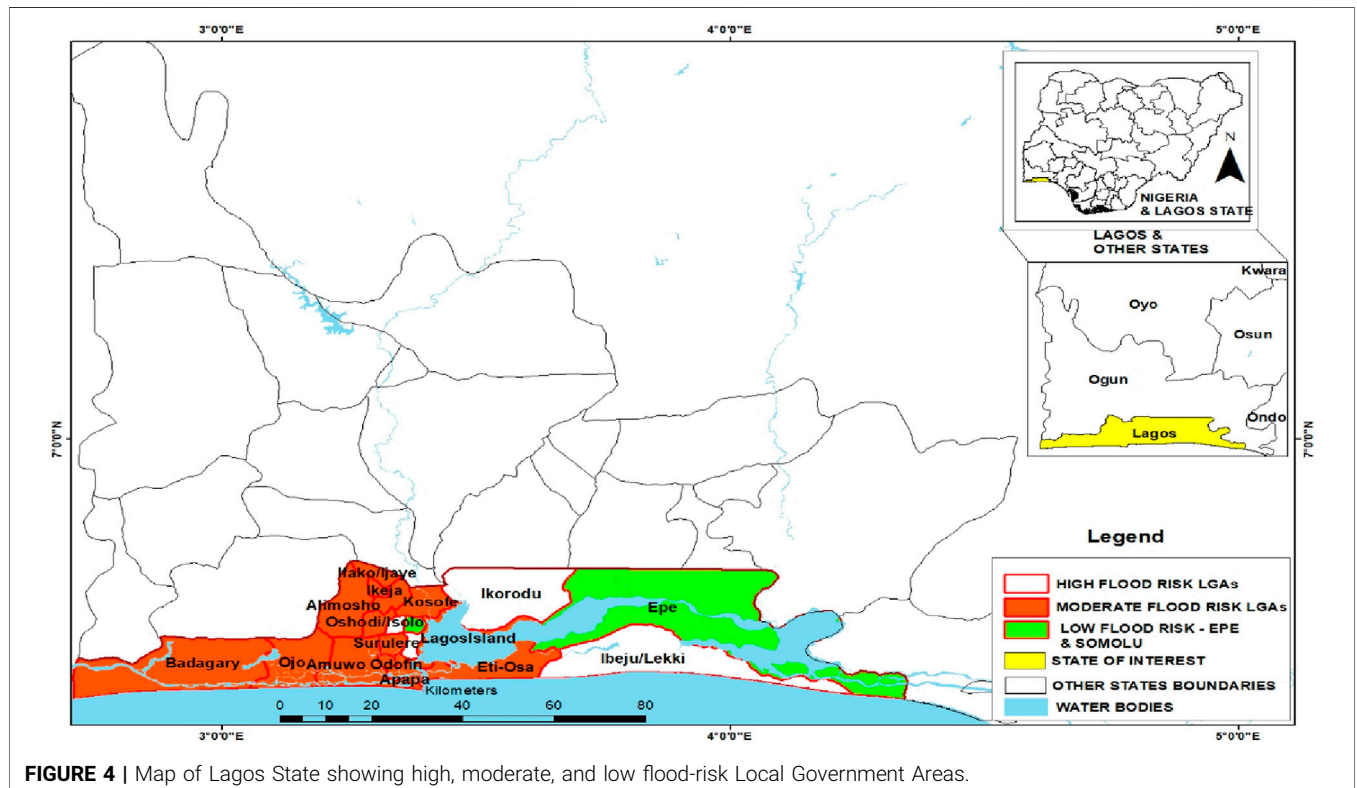 3°0'0"E
4°0'0"E
5°0'0"E
N
NIGERIA
& LAGOS STATE
LAGOS &
OTHER STATES
Kwara
Oyo
Osun
Ogun
Ondo
Lagos
7°0'0"N
7°0'0"N
Ifako/Ijaye
Ikeja
Kosofe
Ahmosho
Oshodi/Isolo
Surulere
LagosIsland
Ikorodu
Epe
Badagary
Ojo
Amuwo Odofin
Eti-Osa
Ibeju/Lekki
Apapa
Kilometers
0 5 10 20 30 40 60 80
Legend
HIGH FLOOD RISK LGAs
MODERATE FLOOD RISK LGAs
LOW FLOOD RISK - EPE
& SOMOLU
STATE OF INTEREST
OTHER STATES BOUNDARIES
WATER BODIES
3°0'0"E
4°0'0"E
5°0'0"E
FIGURE 4 | Map of Lagos State showing high, moderate, and low flood-risk Local Government Areas.